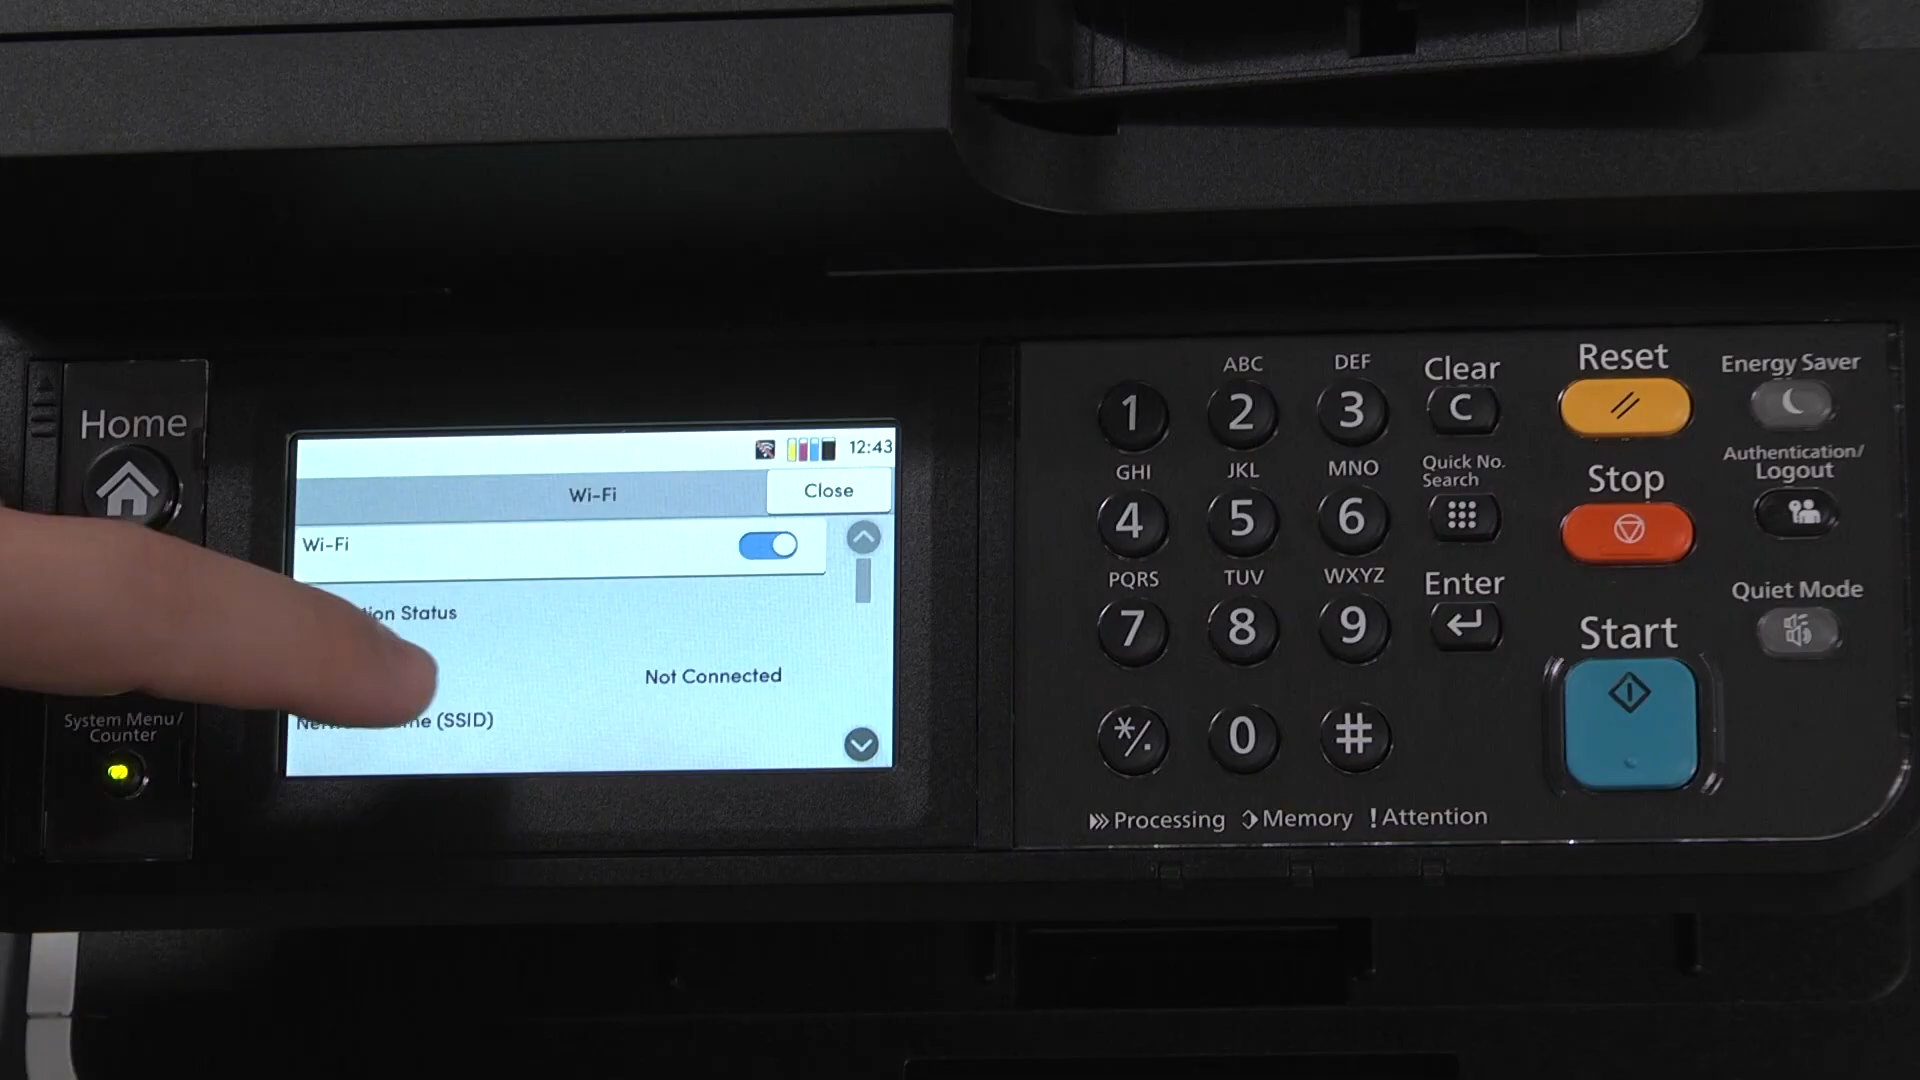 Home
System Menu/
Counter
12:43
Wi-Fi
Close
Wi-Fi
ion Status
Not Connected
(SSID)
1
ABC
2
DEF
3
Clear
C
GHI
4
JKL
5
MNO
6
Quick No.
Search
PQRS
7
TUV
8
WXYZ
9
Enter
*/.
0
#
Processing
Memory
!Attention
Reset
Stop
Start
Energy Saver
Authentication/
Logout
Quiet Mode